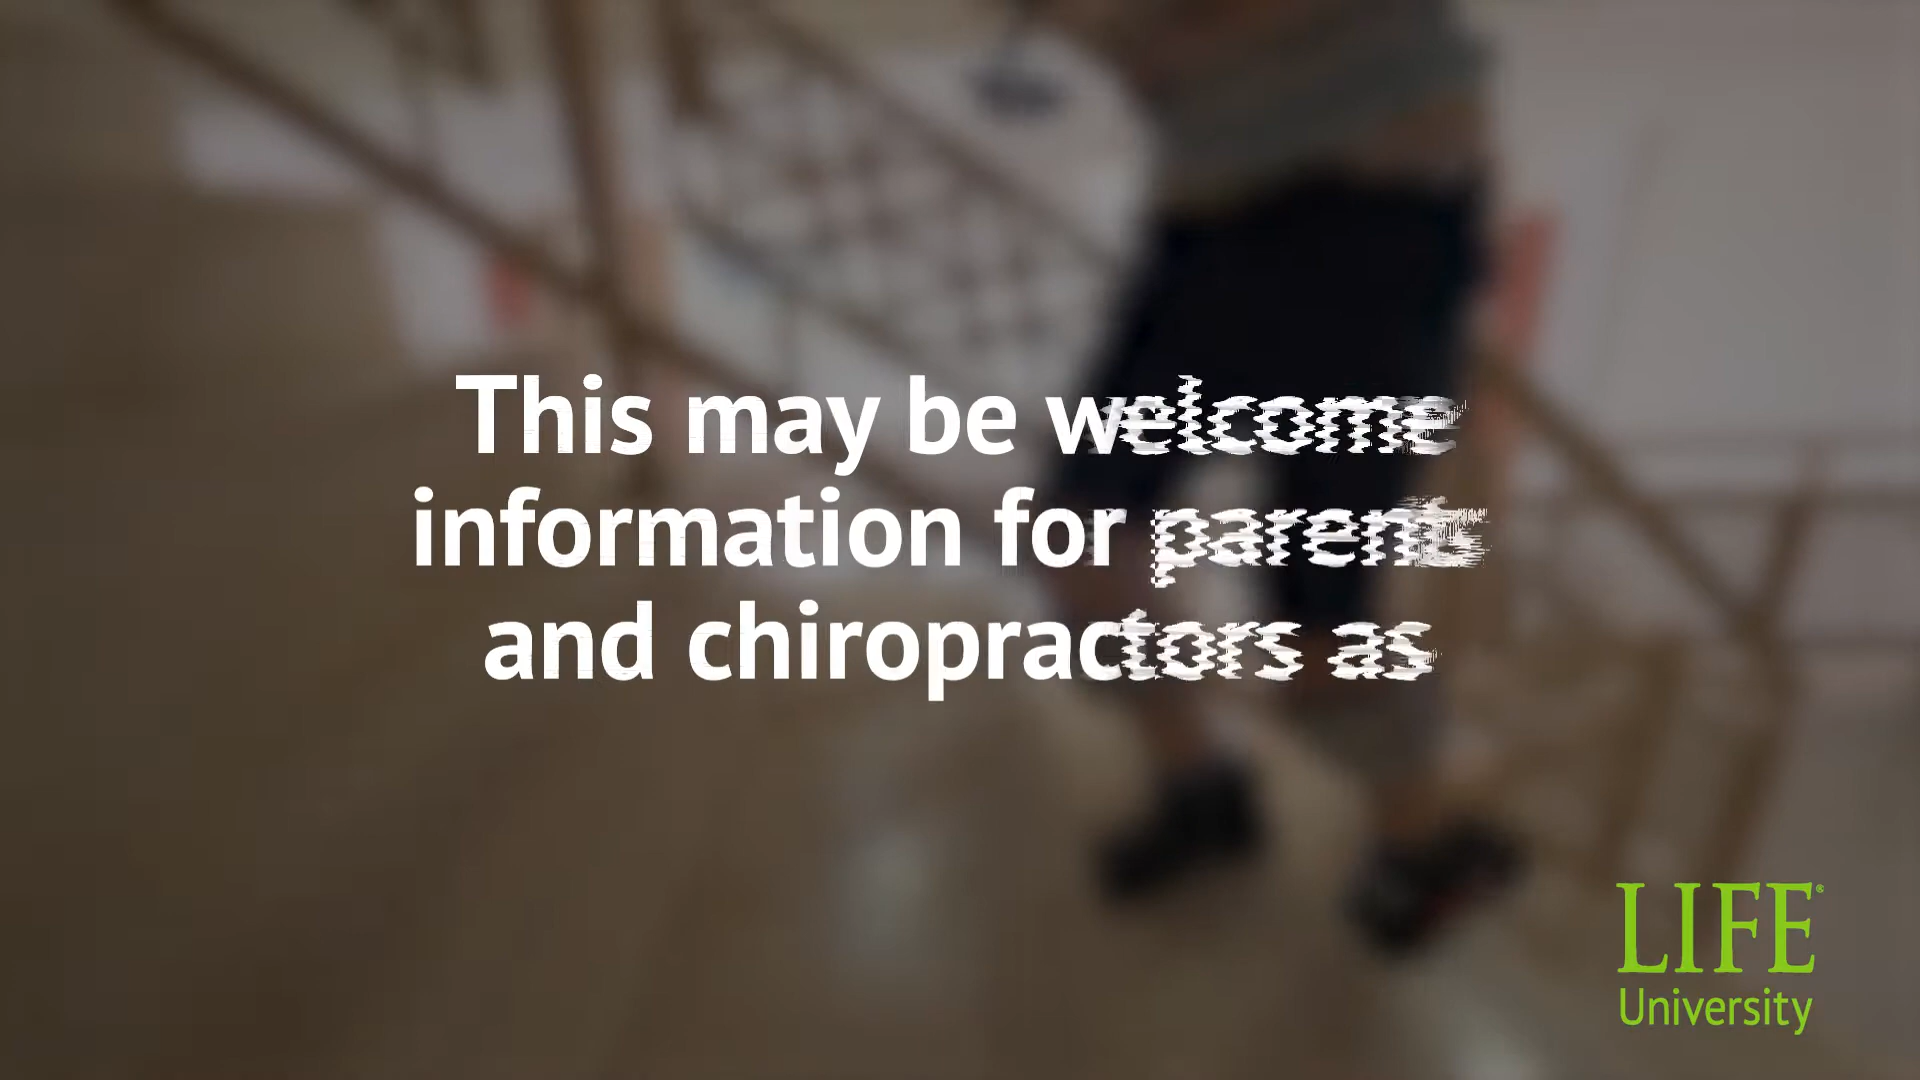 This may be welcome
information for parents
and chiropractors as
LIFE®
University